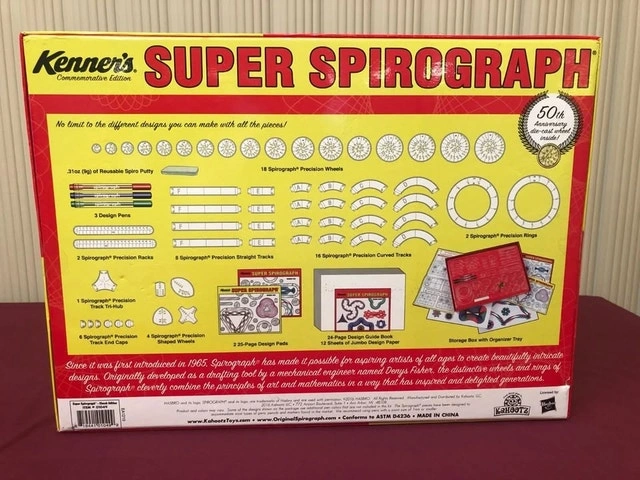 Kenner's® SUPER SPIROGRAPH®
Commemorative Edition
50th
Anniversary
die-cast wheel
inside!
No limit to the different designs you can make with all the pieces!
.31oz (9g) of Reusable Spiro Putty
18 Spirograph® Precision Wheels
3 Design Pens
2 Spirograph® Precision Racks
8 Spirograph® Precision Straight Tracks
16 Spirograph® Precision Curved Tracks
2 Spirograph® Precision Rings
1 Spirograph® Precision
Track Tri-Hub
6 Spirograph® Precision
Track End Caps
4 Spirograph® Precision
Shaped Wheels
SUPER SPIROGRAPH
2 25-Page Design Pads
SUPER SPIROGRAPH
24-Page Design Guide Book
12 Sheets of Jumbo Design Paper
Storage Box with Organizer Tray
Since it was first introduced in 1965, Spirograph® has made it possible for aspiring artists of all ages to create beautifully intricate
designs. Originally developed as a drafting tool by a mechanical engineer named Denys Fisher, the distinctive wheels and rings of
Spirograph® cleverly combine the principles of art and mathematics in a way that has inspired and delighted generations.
www.KahootzToys.com • www.OriginalSpirograph.com • Conforms to ASTM D4236 • MADE IN CHINA
KaHOOTZ
Licensed by:
Hasbro